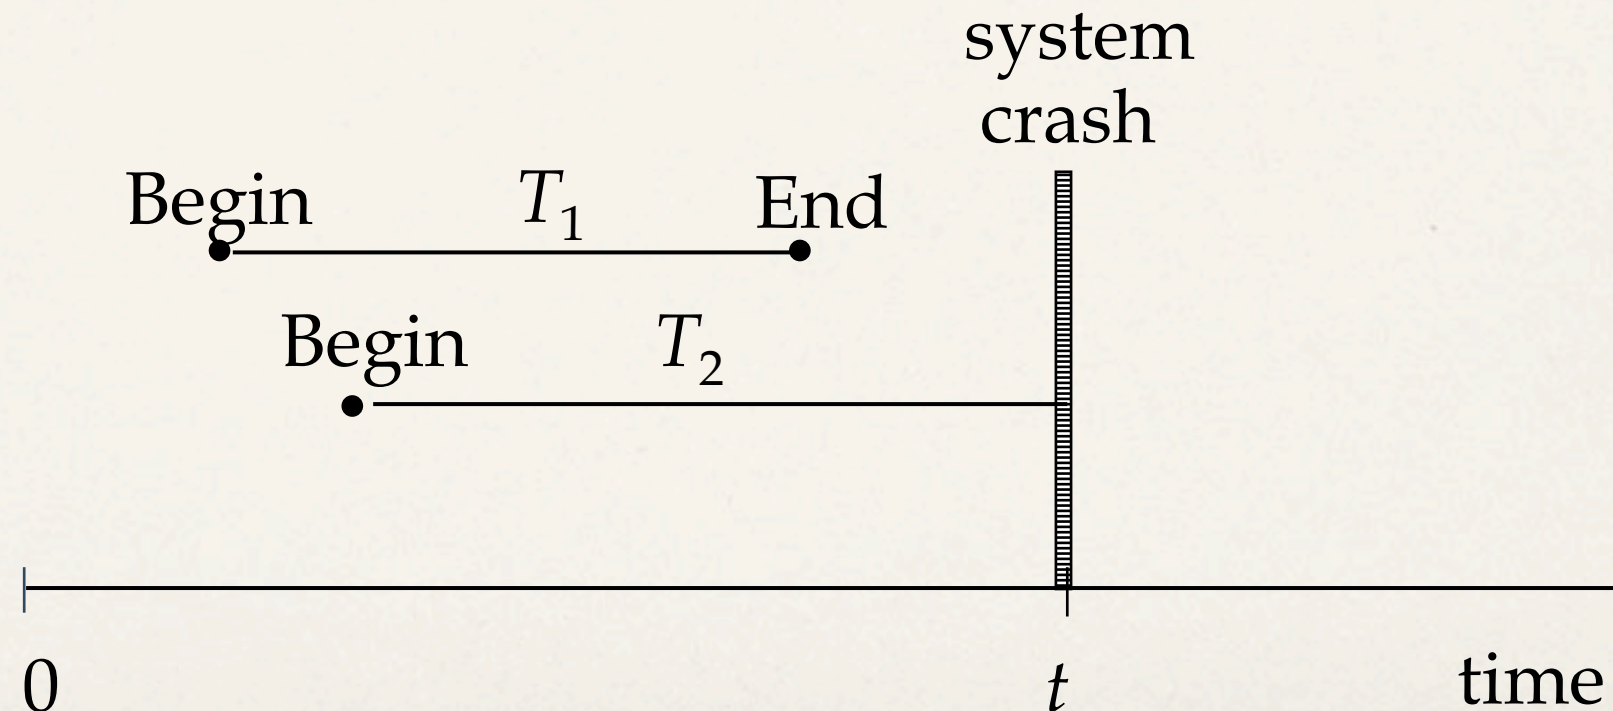 system
crash
Begin T₁ End
Begin T₂
0 t time